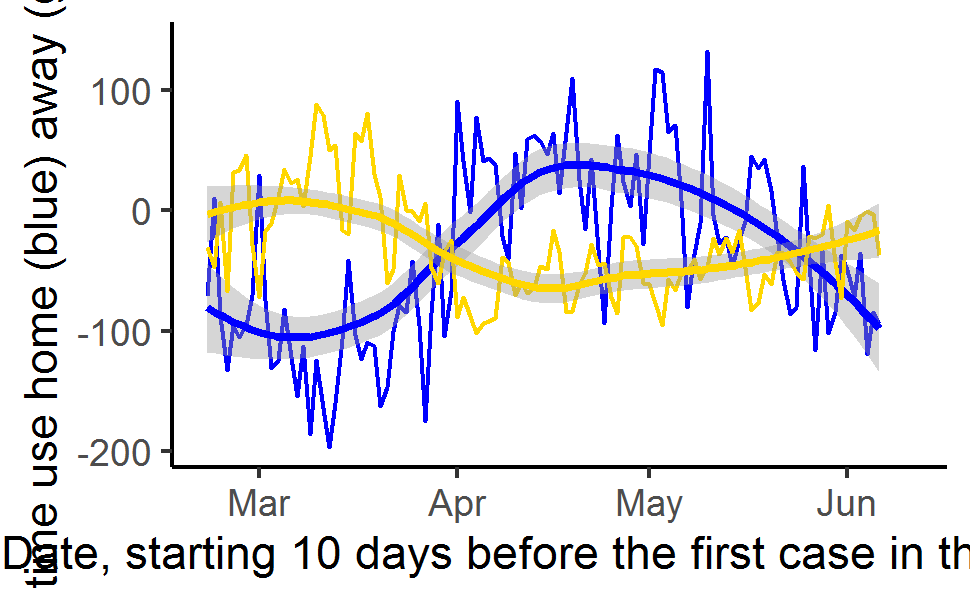 time use home (blue) away (
100
0
-100
-200
Mar Apr May Jun
Date, starting 10 days before the first case in th